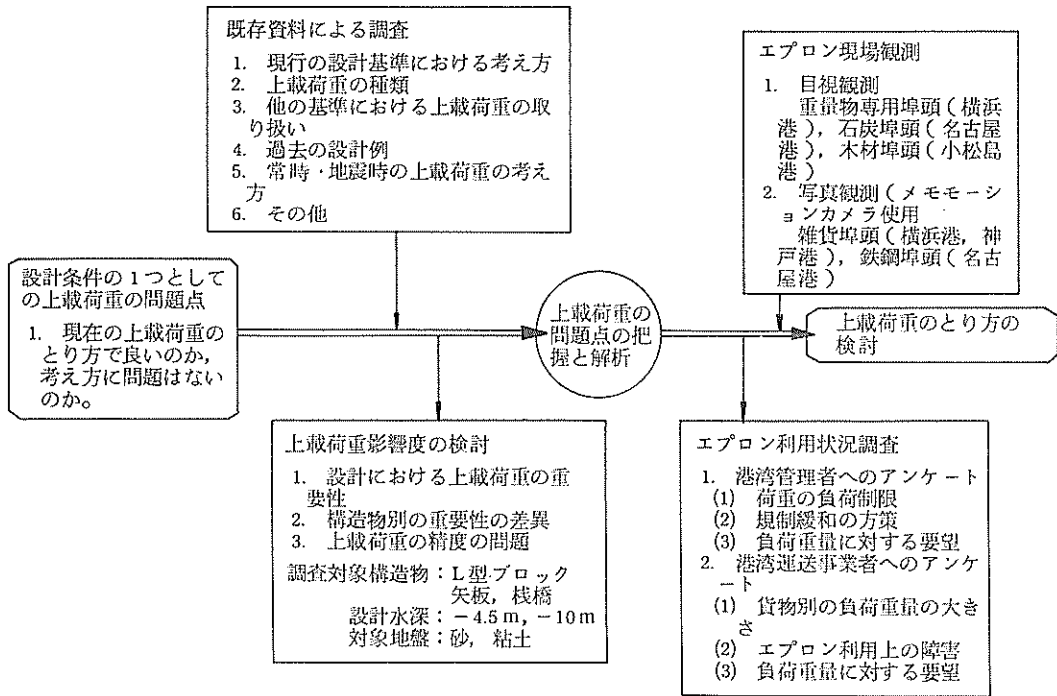 既存資料による調査
1. 現行の設計基準における考え方
2. 上載荷重の種類
3. 他の基準における上載荷重の取
り扱い
4. 過去の設計例
5. 常時・地震時の上載荷重の考え
方
6. その他
エプロン現場観測
1. 目視観測
重量物専用埠頭(横浜
港),石炭埠頭(名古屋
港),木材埠頭(小松島
港)
2. 写真観測(メモモーシ
ョンカメラ使用
雑貨埠頭(横浜港,神
戸港),鉄鋼埠頭(名古
屋港)
設計条件の1つとして
の上載荷重の問題点
1. 現在の上載荷重の
とり方で良いのか,
考え方に問題はない
のか。
上載荷重の
問題点の把
握と解析
上載荷重のとり方の
検討
上載荷重影響度の検討
1. 設計における上載荷重の重
要性
2. 構造物別の重要性の差異
3. 上載荷重の精度の問題
調査対象構造物:L型ブロック
矢板,桟橋
設計水深:-4.5m,-10m
対象地盤:砂,粘土
エプロン利用状況調査
1. 港湾管理者へのアンケート
(1) 荷重の負荷制限
(2) 規制緩和の方策
(3) 負荷重量に対する要望
2. 港湾運送事業者へのアンケ
ート
(1) 貨物別の負荷重量の大き
さ
(2) エプロン利用上の障害
(3) 負荷重量に対する要望